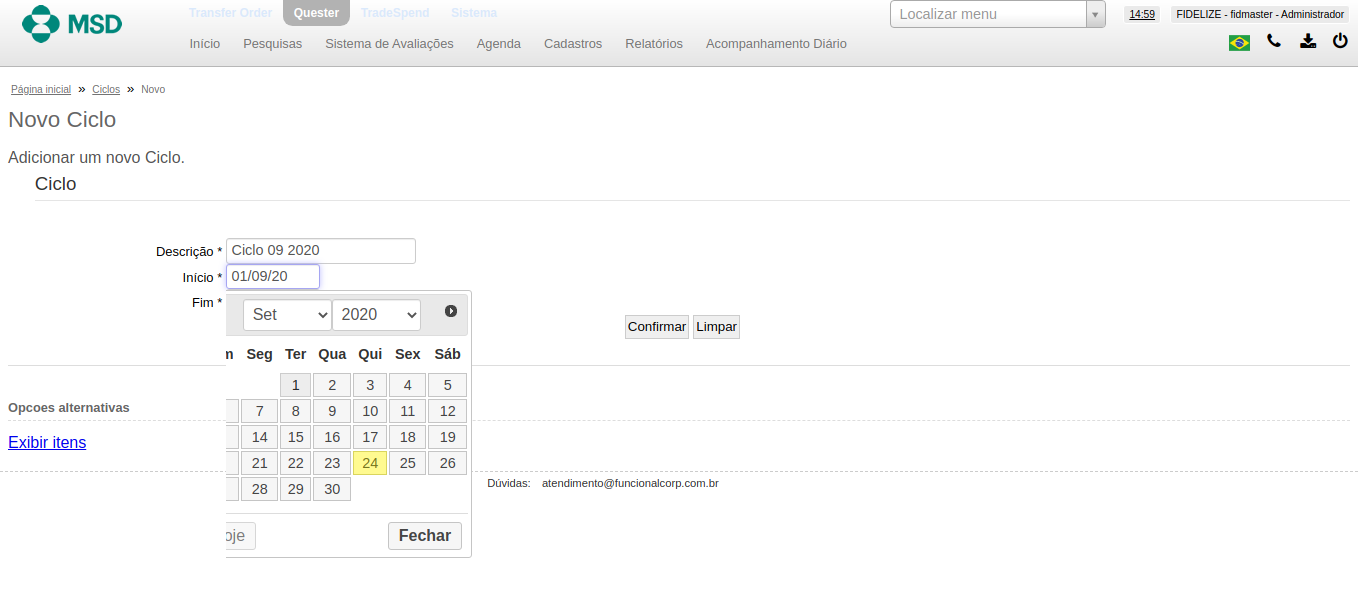 MSD
Transfer Order Quester TradeSpend Sistema
Localizar menu
14:59
FIDELIZE - fidmaster - Administrador
Início Pesquisas Sistema de Avaliações Agenda Cadastros Relatórios Acompanhamento Diário
Página inicial » Ciclos » Novo
Novo Ciclo
Adicionar um novo Ciclo.
Ciclo
Descrição * Ciclo 09 2020
Início * 01/09/20
Fim *
Set 2020
Confirmar Limpar
m Seg Ter Qua Qui Sex Sáb
1 2 3 4 5
7 8 9 10 11 12
14 15 16 17 18 19
21 22 23 24 25 26
28 29 30
oje Fechar
Opcoes alternativas
Exibir itens
Dúvidas: atendimento@funcionalcorp.com.br